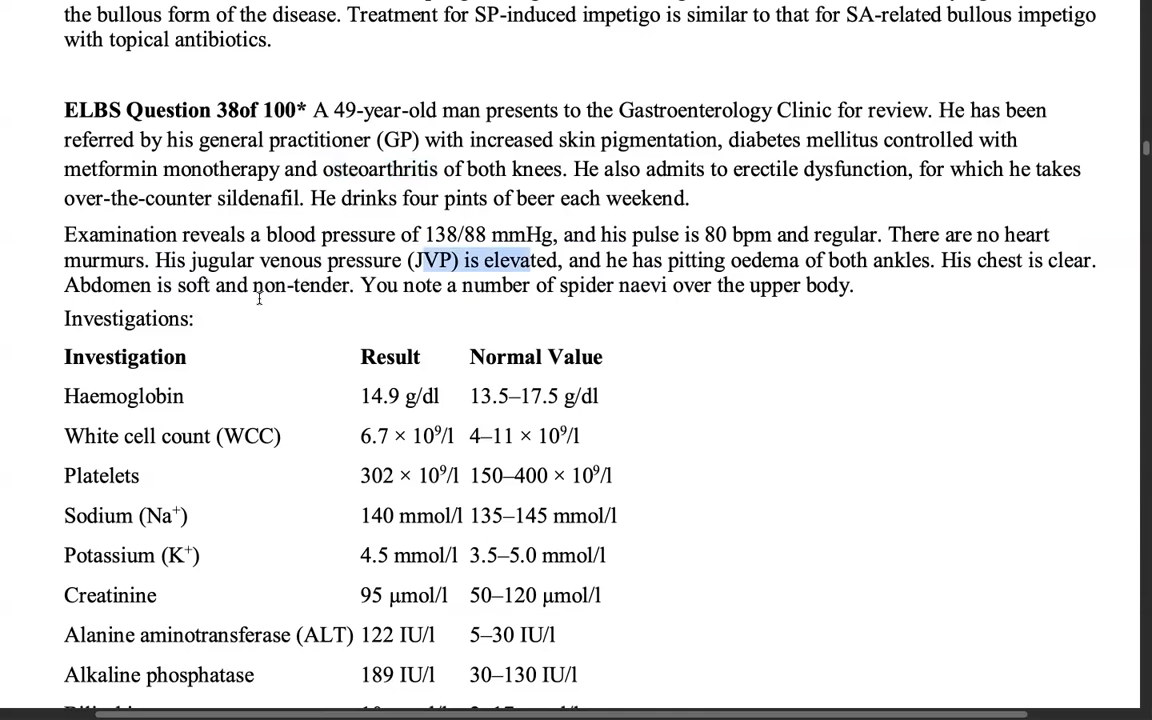 the bullous form of the disease. Treatment for SP-induced impetigo is similar to that for SA-related bullous impetigo
with topical antibiotics.
ELBS Question 38of 100* A 49-year-old man presents to the Gastroenterology Clinic for review. He has been
referred by his general practitioner (GP) with increased skin pigmentation, diabetes mellitus controlled with
metformin monotherapy and osteoarthritis of both knees. He also admits to erectile dysfunction, for which he takes
over-the-counter sildenafil. He drinks four pints of beer each weekend.
Examination reveals a blood pressure of 138/88 mmHg, and his pulse is 80 bpm and regular. There are no heart
murmurs. His jugular venous pressure (JVP) is elevated, and he has pitting oedema of both ankles. His chest is clear.
Abdomen is soft and non-tender. You note a number of spider naevi over the upper body.
Investigations:
Investigation Result Normal Value
Haemoglobin 14.9 g/dl 13.5–17.5 g/dl
White cell count (WCC) 6.7 × 10⁹/l 4–11 × 10⁹/l
Platelets 302 × 10⁹/l 150–400 × 10⁹/l
Sodium (Na⁺) 140 mmol/l 135–145 mmol/l
Potassium (K⁺) 4.5 mmol/l 3.5–5.0 mmol/l
Creatinine 95 μmol/l 50–120 μmol/l
Alanine aminotransferase (ALT) 122 IU/l 5–30 IU/l
Alkaline phosphatase 189 IU/l 30–130 IU/l